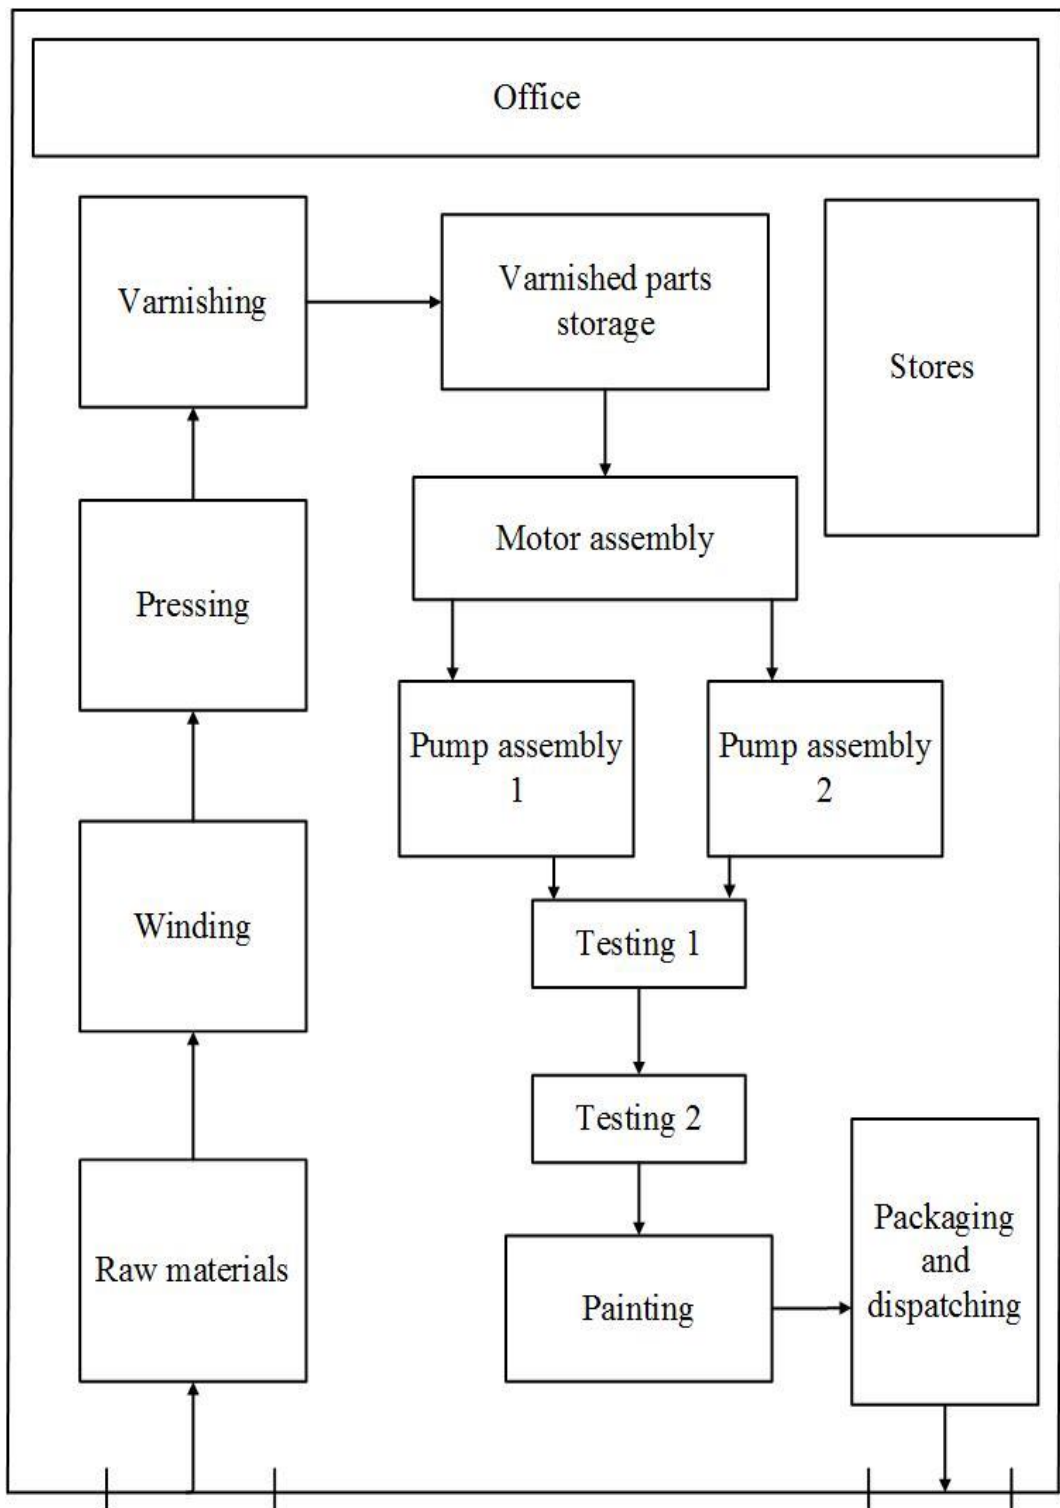 Office
Varnishing
Varnished parts
storage
Stores
Motor assembly
Pressing
Pump assembly
1
Pump assembly
2
Winding
Testing 1
Testing 2
Raw materials
Painting
Packaging
and
dispatching